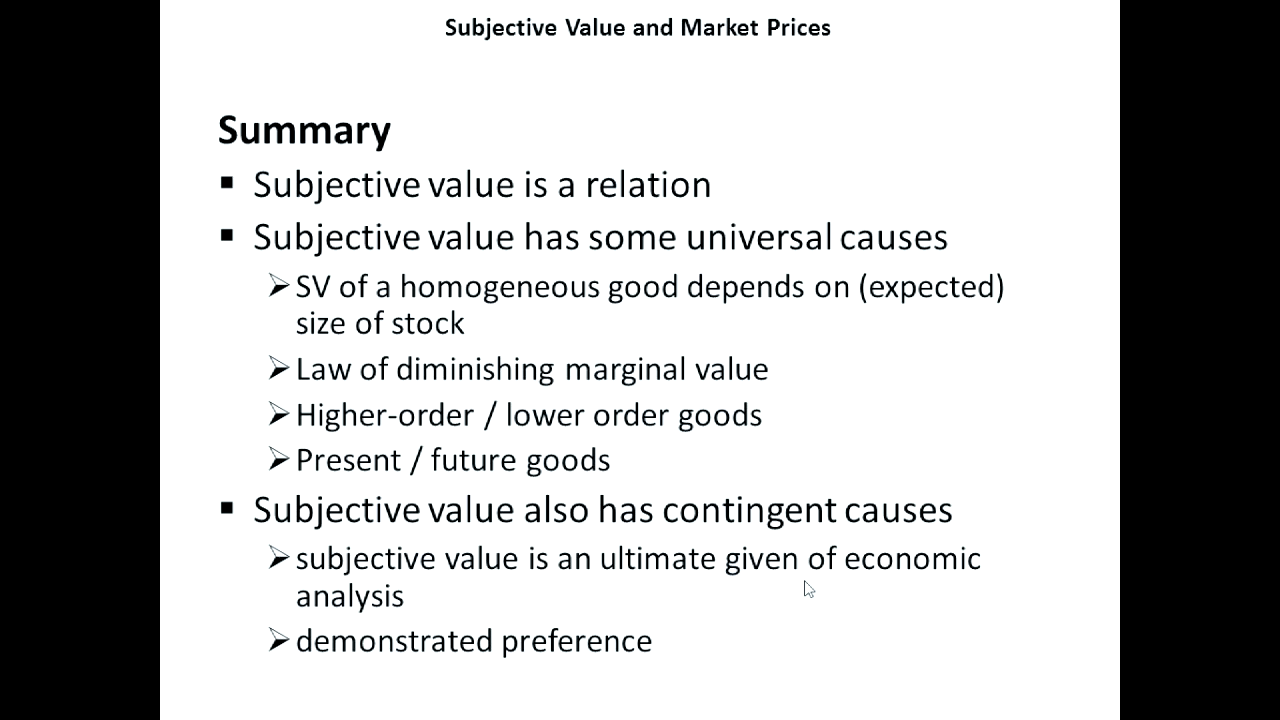 Subjective Value and Market Prices
Summary
▪ Subjective value is a relation
▪ Subjective value has some universal causes
➢ SV of a homogeneous good depends on (expected)
size of stock
➢ Law of diminishing marginal value
➢ Higher-order / lower order goods
➢ Present / future goods
▪ Subjective value also has contingent causes
➢ subjective value is an ultimate given of economic
analysis
➢ demonstrated preference